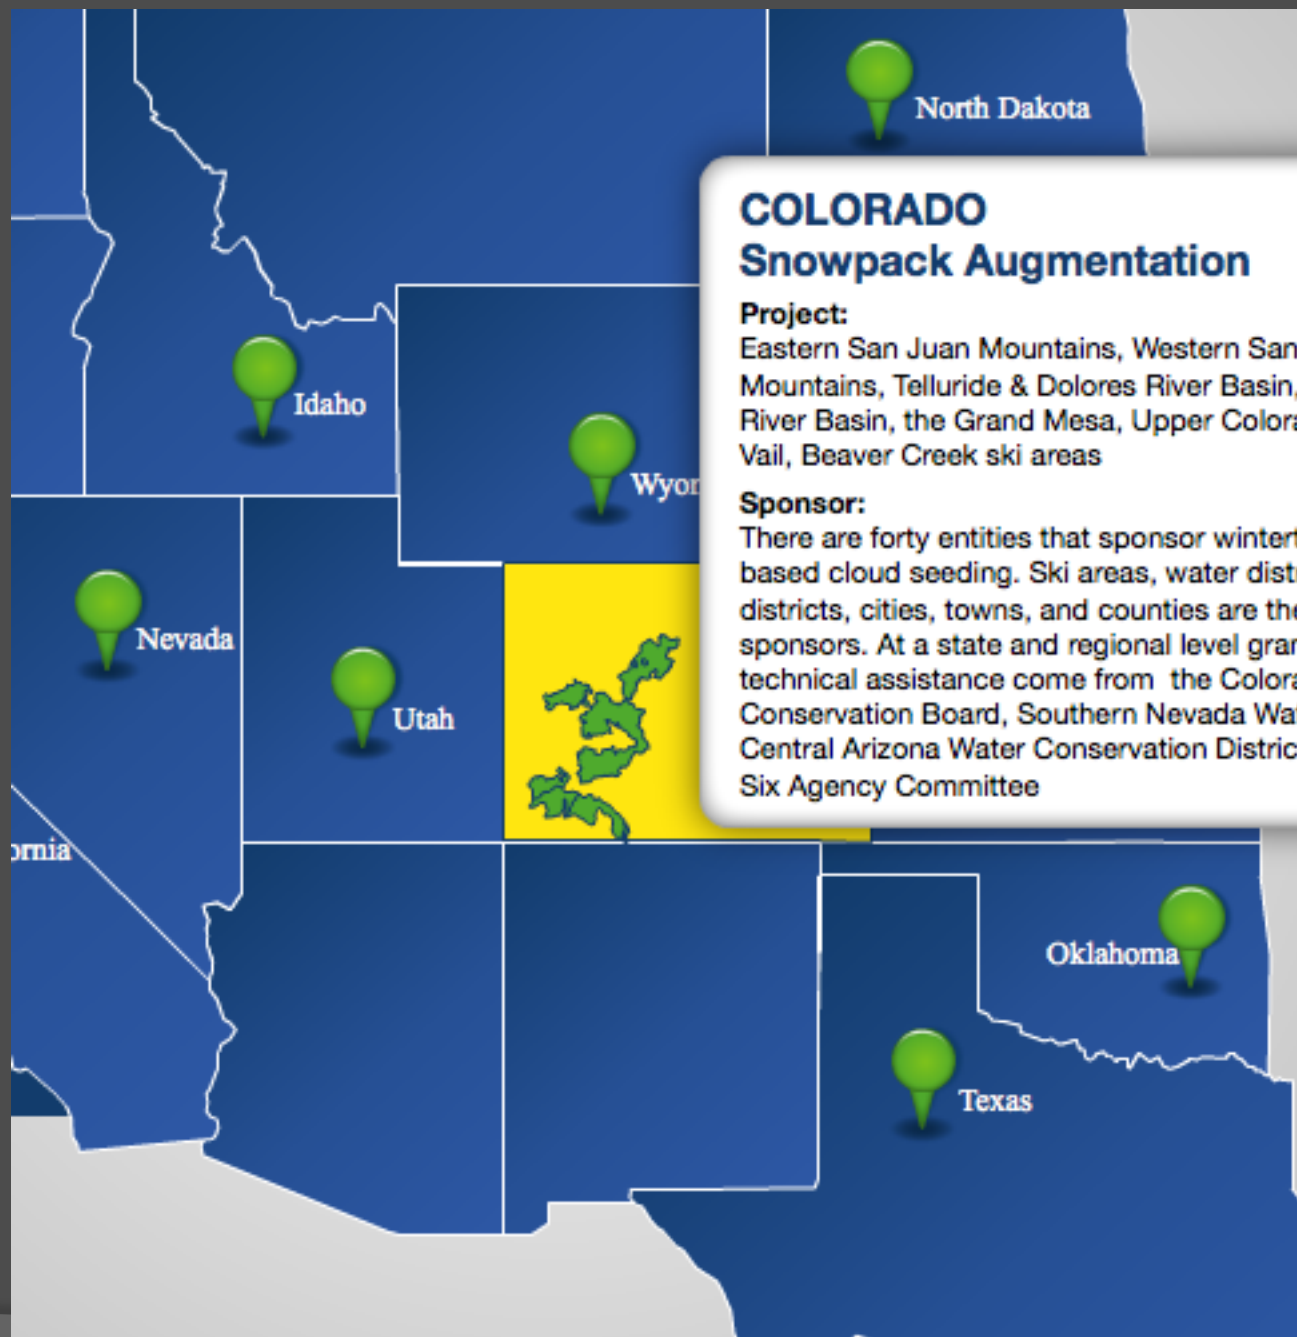 North Dakota
COLORADO
Snowpack Augmentation
Project:
Eastern San Juan Mountains, Western San
Mountains, Telluride & Dolores River Basin,
River Basin, the Grand Mesa, Upper Colora
Vail, Beaver Creek ski areas
Sponsor:
There are forty entities that sponsor wintert
based cloud seeding. Ski areas, water distr
districts, cities, towns, and counties are the
sponsors. At a state and regional level gran
technical assistance come from the Colora
Conservation Board, Southern Nevada Wat
Central Arizona Water Conservation Distric
Six Agency Committee
Idaho
Wyor
Nevada
Utah
ornia
Oklahoma
Texas